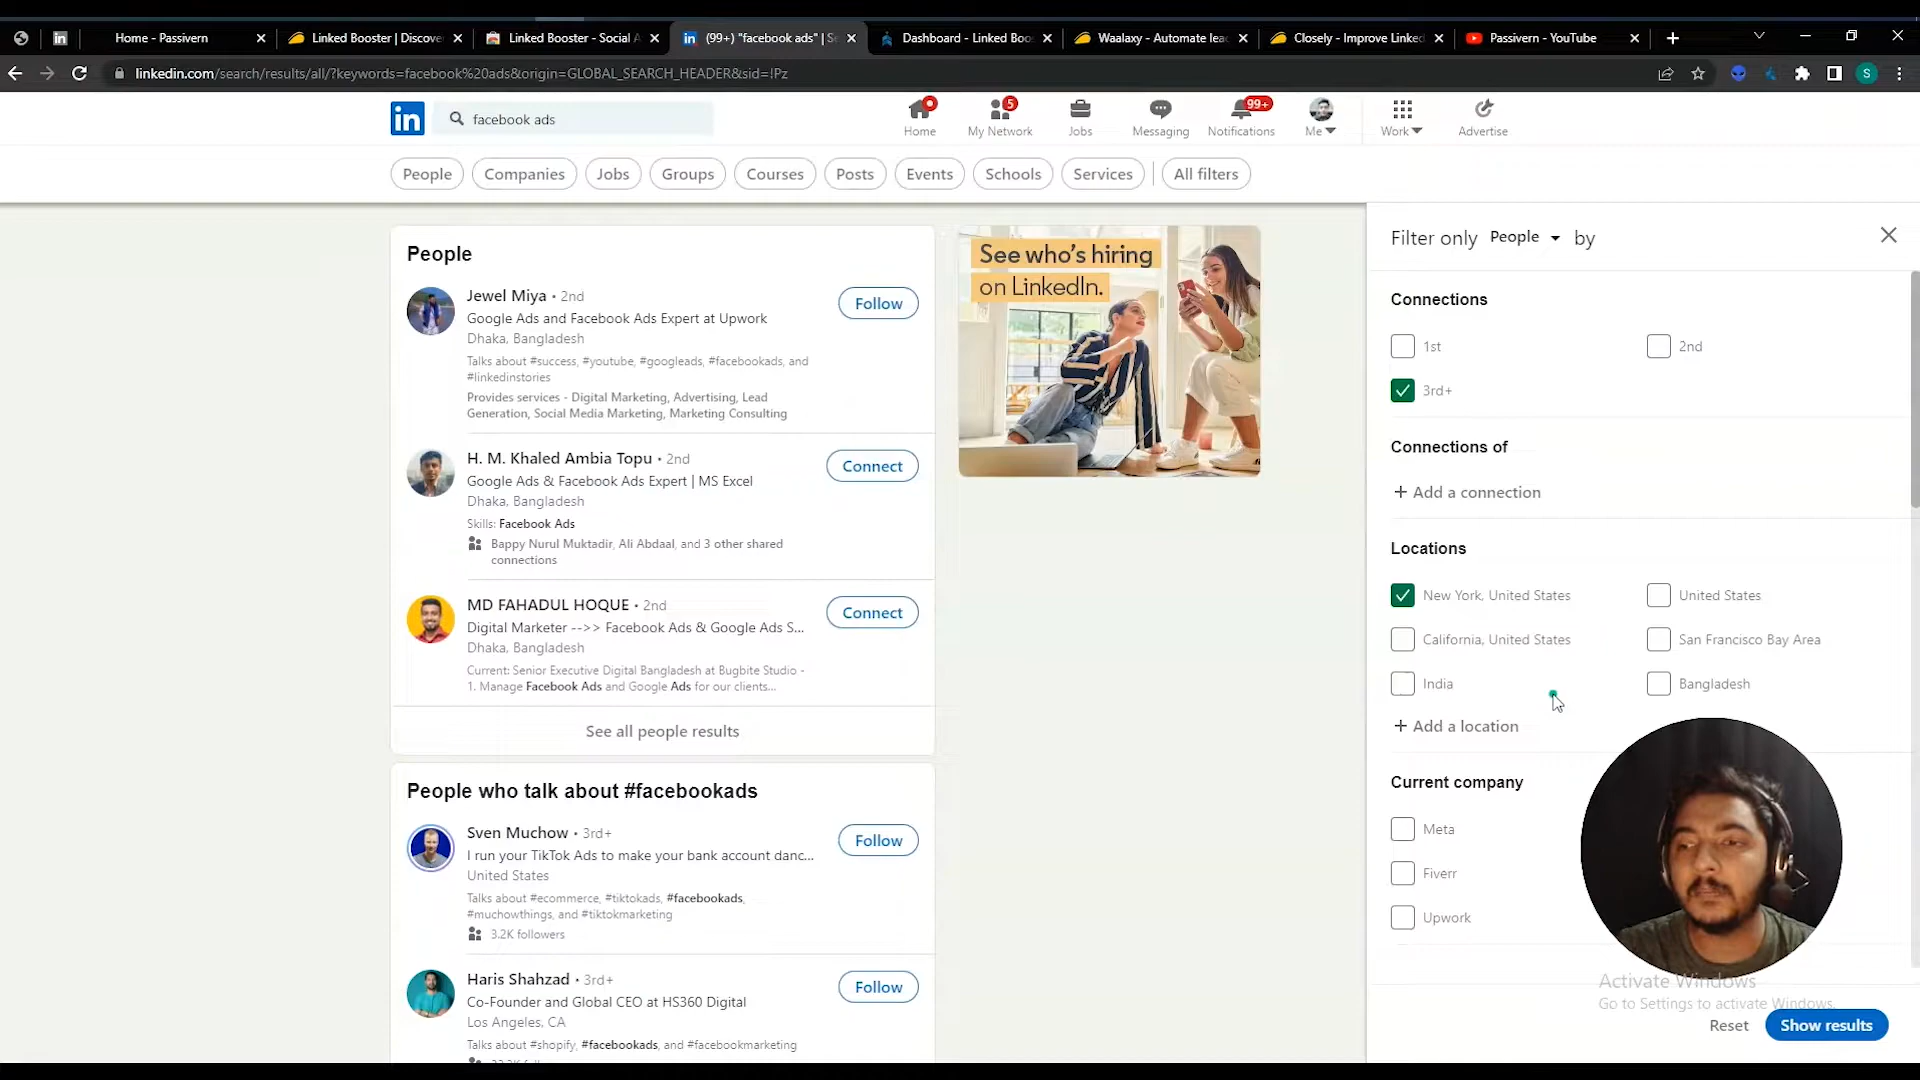 Home - Passivern
Linked Booster | Discove
Linked Booster - Social A
(99+) "facebook ads" | Se
Dashboard - Linked Boo
Waalaxy - Automate lea
Closely - Improve Linked
Passivern - YouTube
linkedin.com/search/results/all/?keywords=facebook%20ads&origin=GLOBAL_SEARCH_HEADER&sid=!Pz
S
in
facebook ads
5
99+
Home
My Network
Jobs
Messaging
Notifications
Me
Work
Advertise
People
Companies
Jobs
Groups
Courses
Posts
Events
Schools
Services
All filters
People
Jewel Miya • 2nd
Google Ads and Facebook Ads Expert at Upwork
Dhaka, Bangladesh
Talks about #success, #youtube, #googleads, #facebookads, and
#linkedinstories
Provides services - Digital Marketing, Advertising, Lead
Generation, Social Media Marketing, Marketing Consulting
Follow
H. M. Khaled Ambia Topu • 2nd
Google Ads & Facebook Ads Expert | MS Excel
Dhaka, Bangladesh
Skills: Facebook Ads
Bappy Nurul Muktadir, Ali Abdaal, and 3 other shared
connections
Connect
MD FAHADUL HOQUE • 2nd
Digital Marketer -->> Facebook Ads & Google Ads S...
Dhaka, Bangladesh
Current: Senior Executive Digital Bangladesh at Bugbite Studio -
1. Manage Facebook Ads and Google Ads for our clients...
Connect
See all people results
People who talk about #facebookads
Sven Muchow • 3rd+
I run your TikTok Ads to make your bank account danc...
United States
Talks about #ecommerce, #tiktokads, #facebookads,
#muchowthings, and #tiktokmarketing
3.2K followers
Follow
Haris Shahzad • 3rd+
Co-Founder and Global CEO at HS360 Digital
Los Angeles, CA
Talks about #shopify, #facebookads, and #facebookmarketing
Follow
See who's hiring
on LinkedIn.
Filter only People by
Connections
1st
2nd
3rd+
Connections of
+ Add a connection
Locations
New York, United States
United States
California, United States
San Francisco Bay Area
India
Bangladesh
+ Add a location
Current company
Meta
Fiverr
Upwork
Activate Windows
Go to Settings to activate Windows.
Reset
Show results